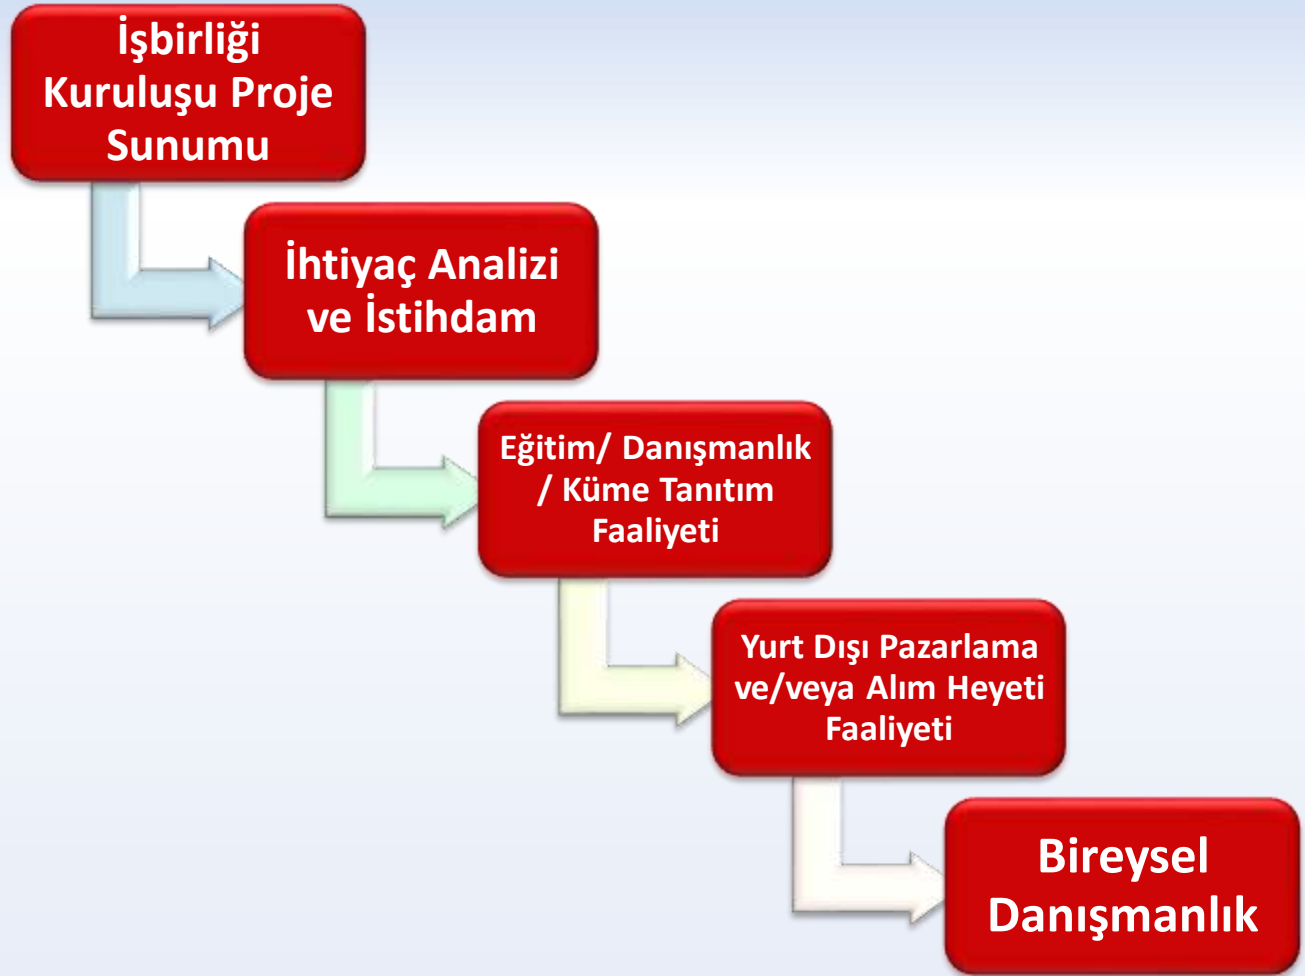 İşbirliği
Kuruluşu Proje
Sunumu
İhtiyaç Analizi
ve İstihdam
Eğitim/ Danışmanlık
/ Küme Tanıtım
Faaliyeti
Yurt Dışı Pazarlama
ve/veya Alım Heyeti
Faaliyeti
Bireysel
Danışmanlık